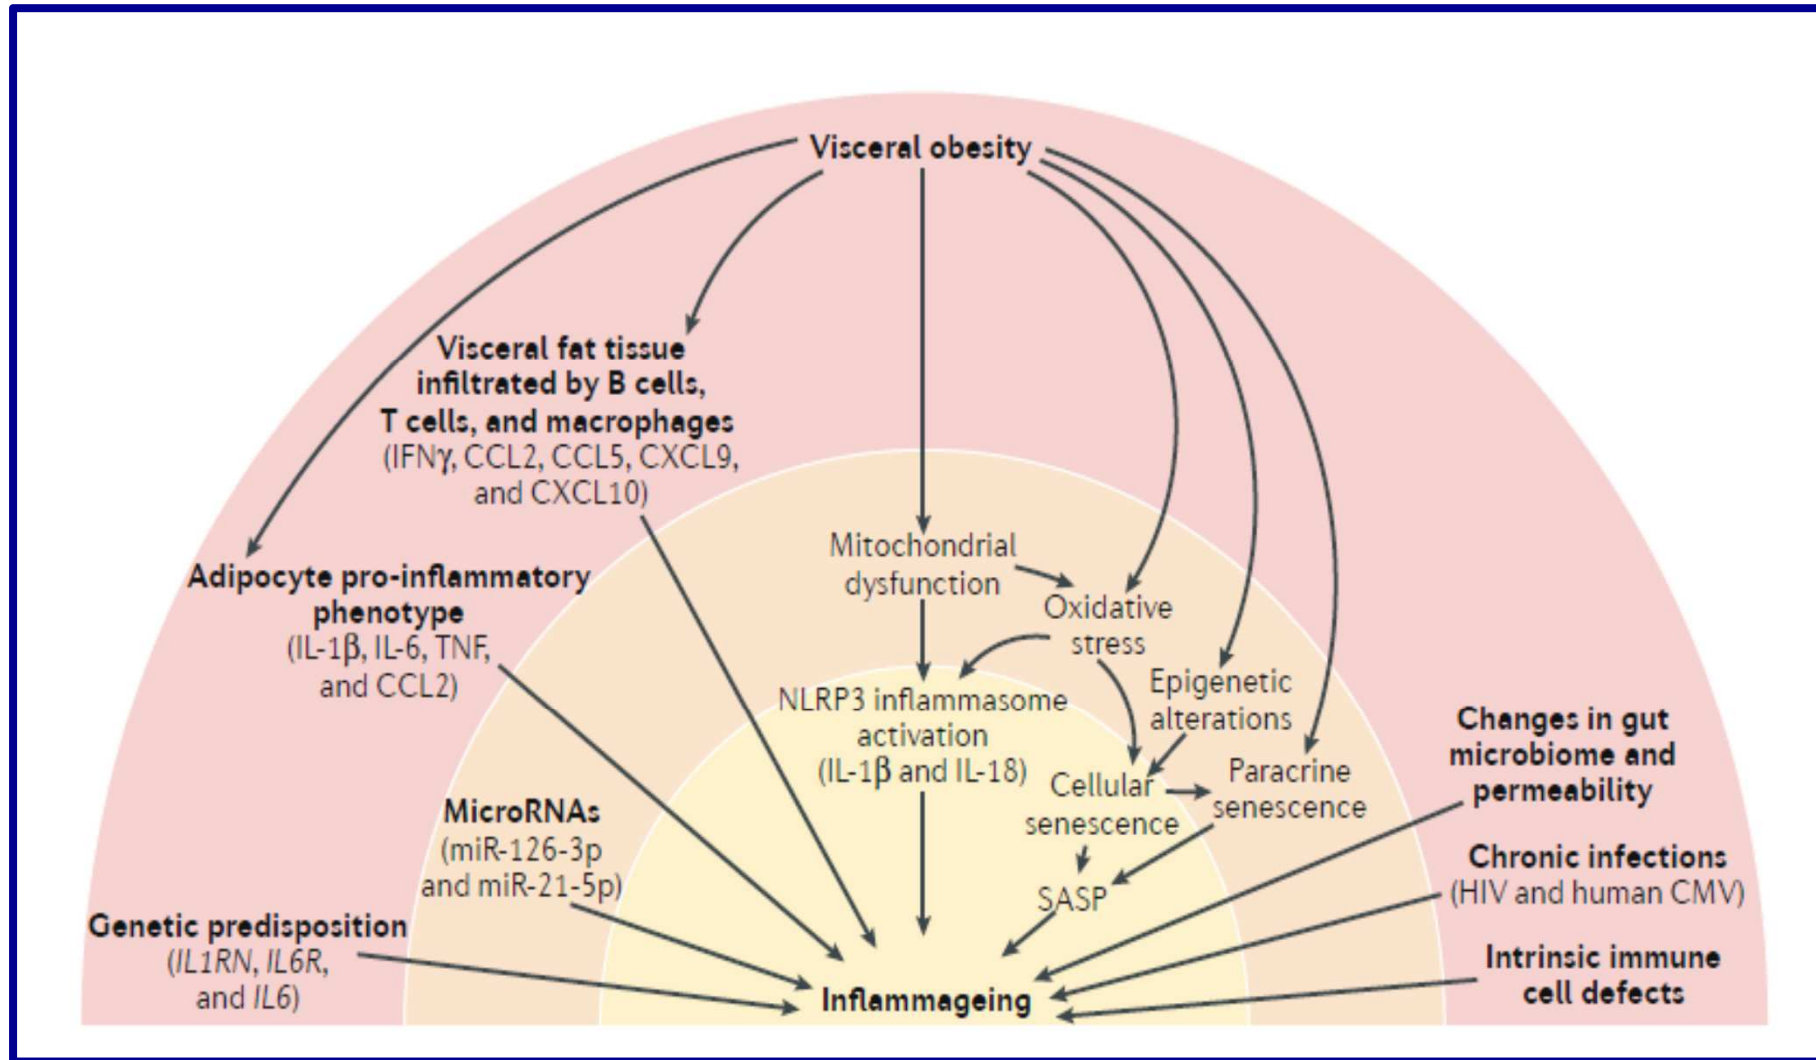 Visceral obesity
Visceral fat tissue
infiltrated by B cells,
T cells, and macrophages
(IFNγ, CCL2, CCL5, CXCL9,
and CXCL10)
Adipocyte pro-inflammatory
phenotype
(IL-1β, IL-6, TNF,
and CCL2)
MicroRNAs
(miR-126-3p
and miR-21-5p)
Genetic predisposition
(IL1RN, IL6R,
and IL6)
Mitochondrial
dysfunction
Oxidative
stress
NLRP3 inflammasome
activation
(IL-1β and IL-18)
Epigenetic
alterations
Cellular
senescence
Paracrine
senescence
SASP
Inflammageing
Changes in gut
microbiome and
permeability
Chronic infections
(HIV and human CMV)
Intrinsic immune
cell defects